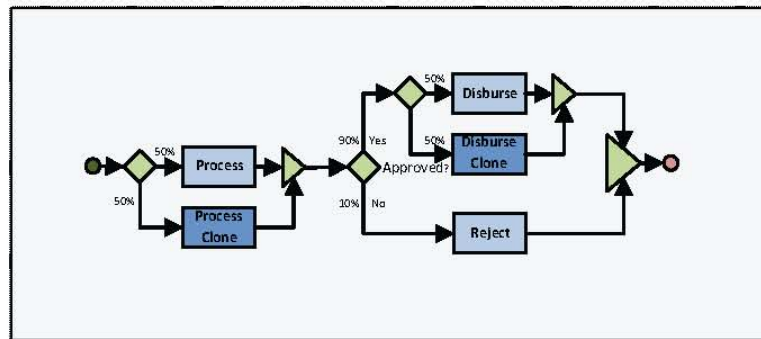 50%
Disburse
50%
Disburse
Clone
90%
Yes
Approved?
50%
Process
50%
Process
Clone
10%
No
Reject